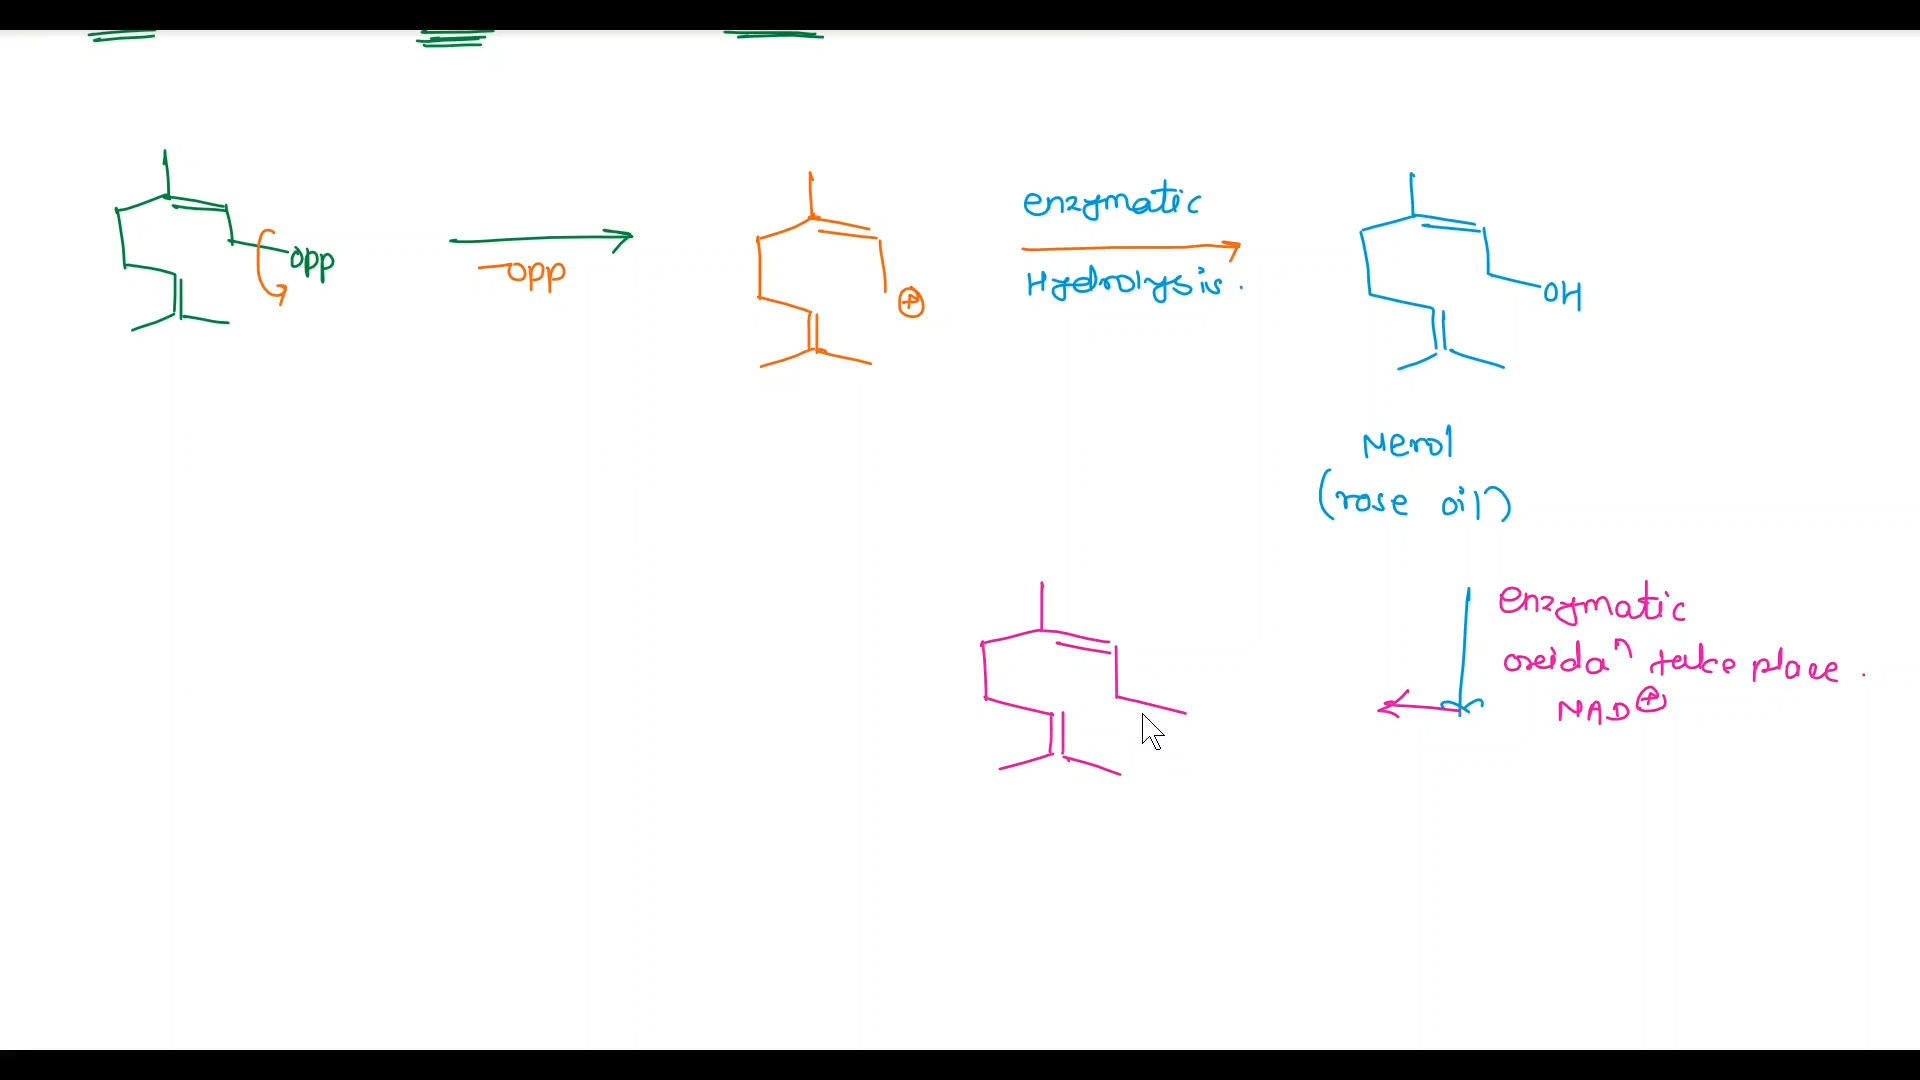 opp
-opp
⊕
enzymatic
Hydrolysis.
OH
Nerol
(rose oil)
enzymatic
oxidaⁿ take place.
NAD⊕